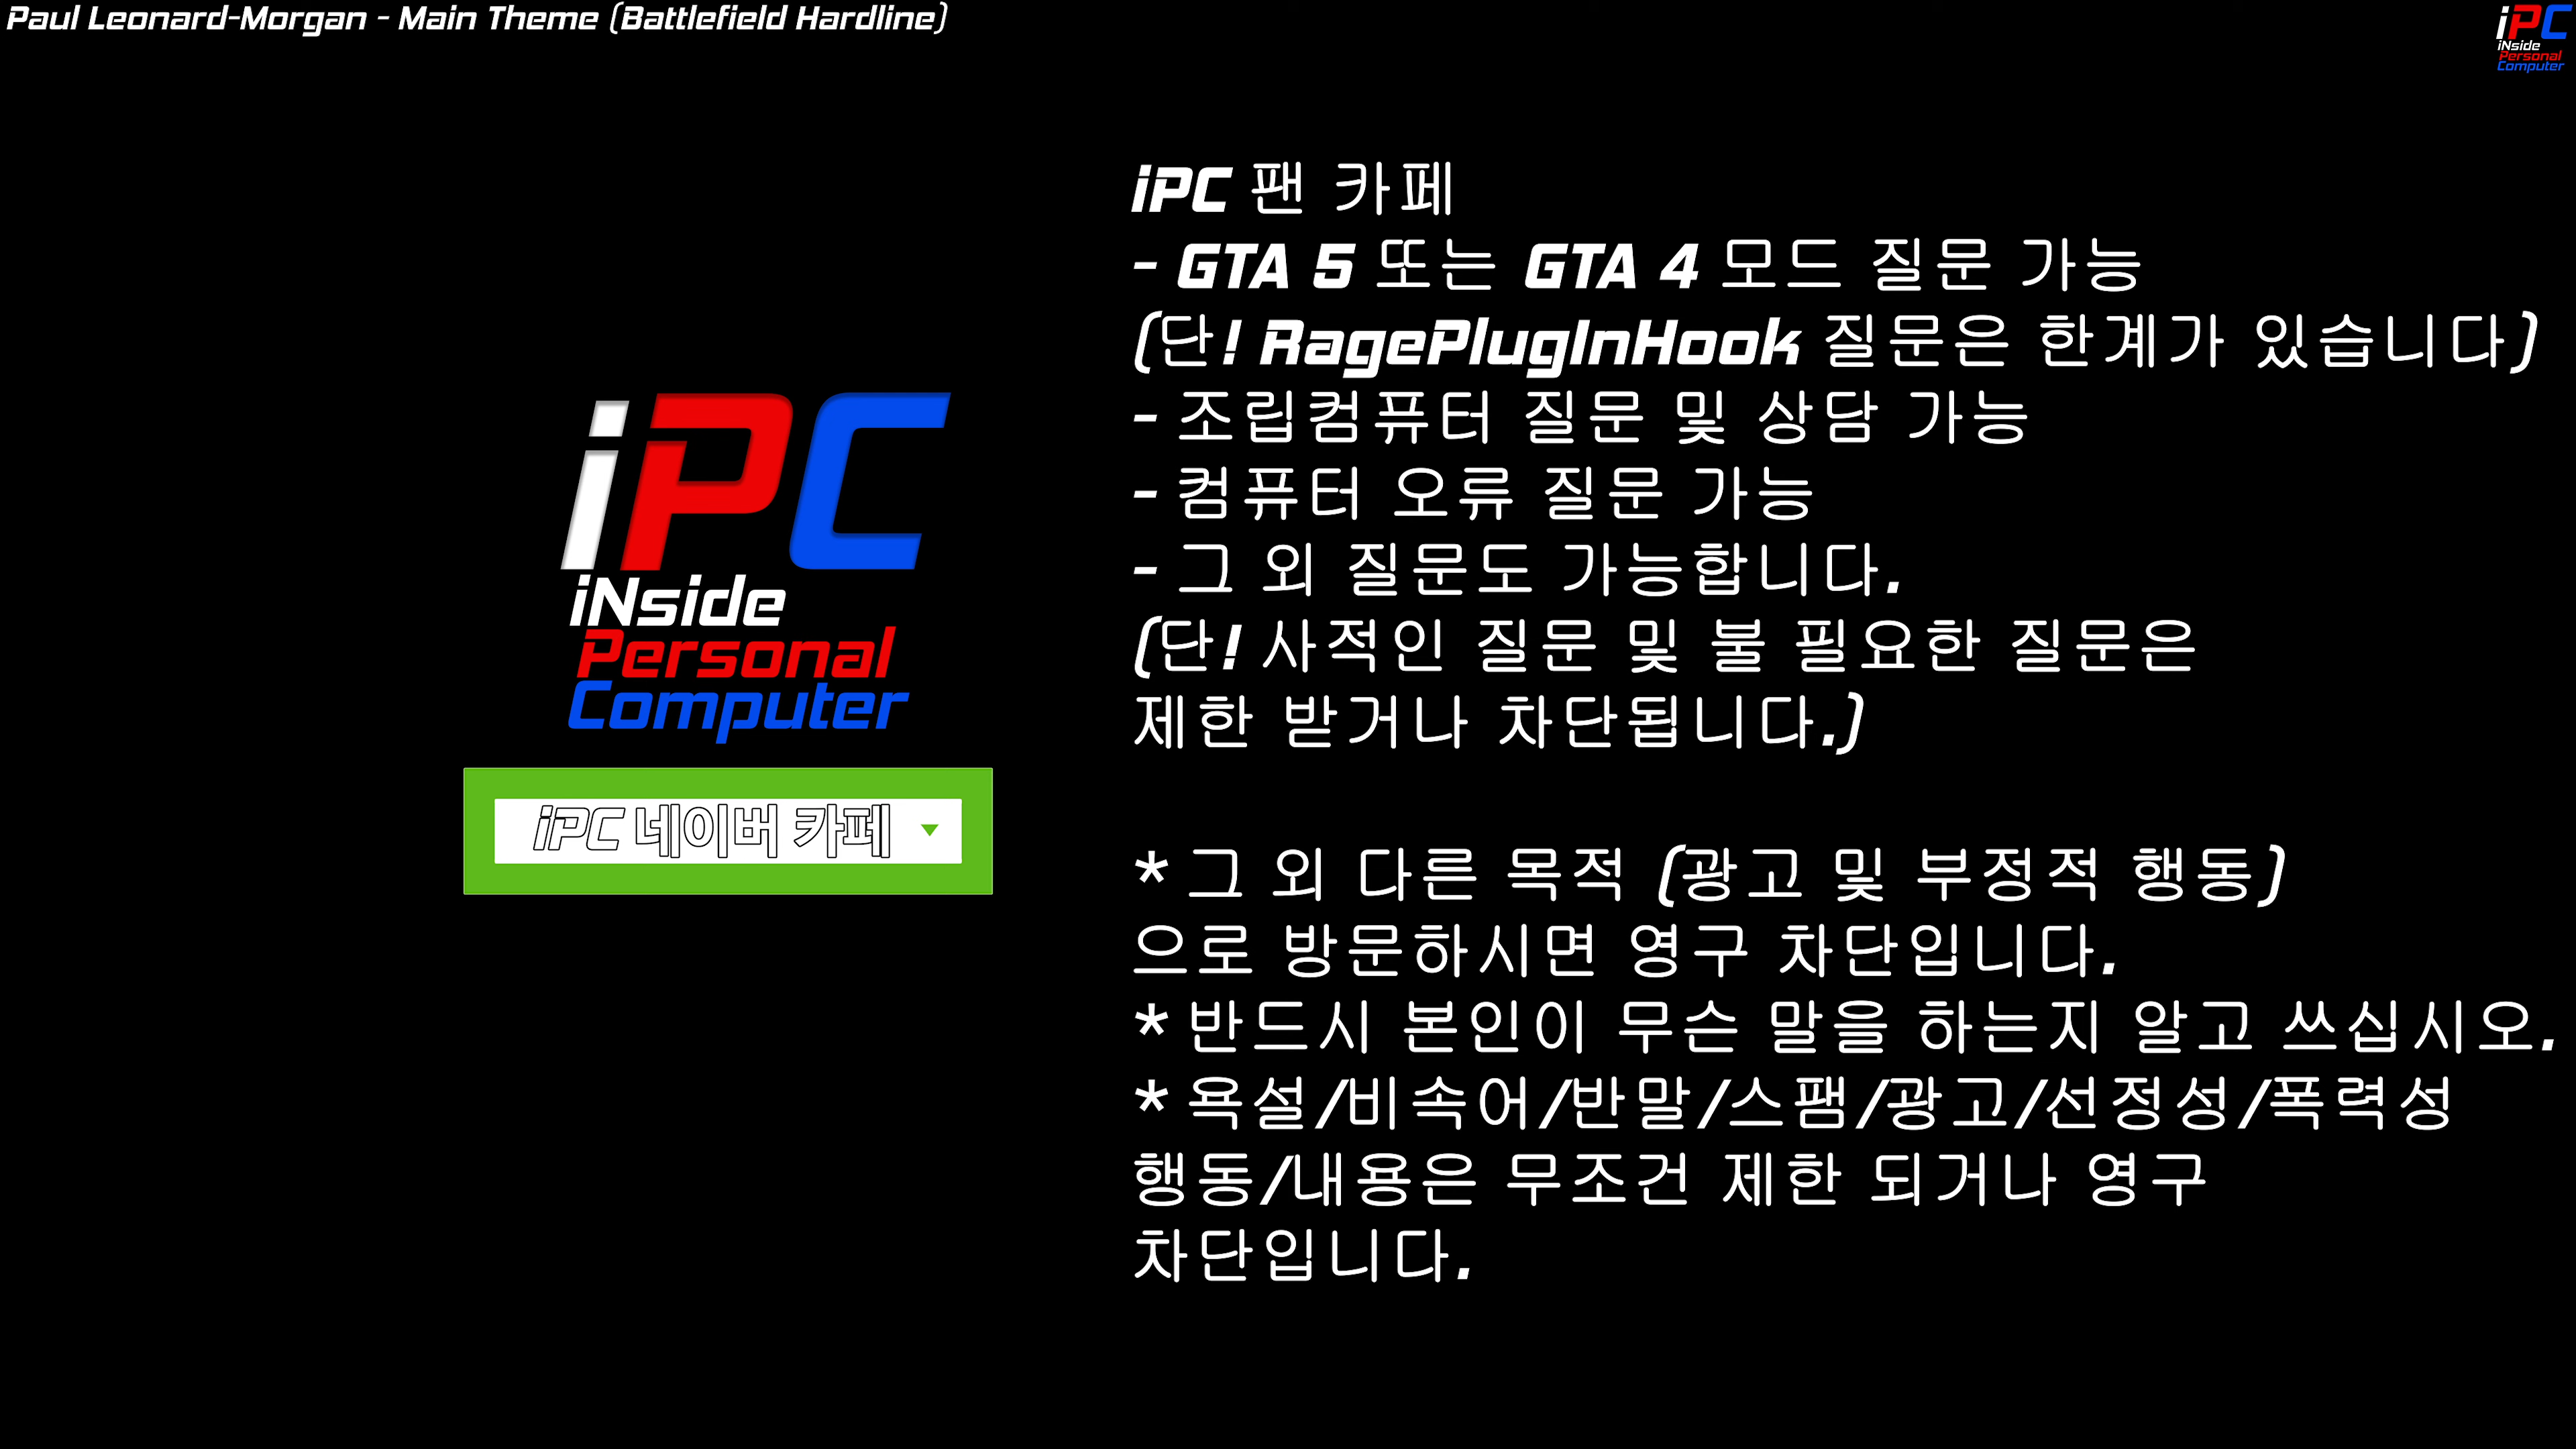 Paul Leonard-Morgan - Main Theme (Battlefield Hardline)
iPC
iNside
Personal
Computer
iPC
iNside
Personal
Computer
iPC 네이버 카페
iPC 팬 카페
- GTA 5 또는 GTA 4 모드 질문 가능
(단! RagePlugInHook 질문은 한계가 있습니다)
- 조립컴퓨터 질문 및 상담 가능
- 컴퓨터 오류 질문 가능
- 그 외 질문도 가능합니다.
(단! 사적인 질문 및 불 필요한 질문은
제한 받거나 차단됩니다.)
* 그 외 다른 목적 (광고 및 부정적 행동)
으로 방문하시면 영구 차단입니다.
* 반드시 본인이 무슨 말을 하는지 알고 쓰십시오.
* 욕설/비속어/반말/스팸/광고/선정성/폭력성
행동/내용은 무조건 제한 되거나 영구
차단입니다.